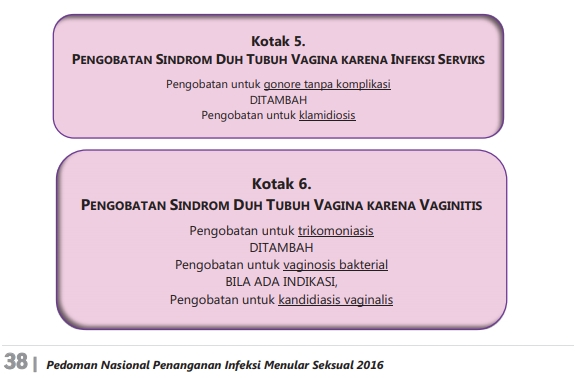 Kotak 5.
PENGOBATAN SINDROM DUH TUBUH VAGINA KARENA INFEKSI SERVIKS
Pengobatan untuk gonore tanpa komplikasi
DITAMBAH
Pengobatan untuk klamidiosis
Kotak 6.
PENGOBATAN SINDROM DUH TUBUH VAGINA KARENA VAGINITIS
Pengobatan untuk trikomoniasis
DITAMBAH
Pengobatan untuk vaginosis bakterial
BILA ADA INDIKASI,
Pengobatan untuk kandidiasis vaginalis
38 | Pedoman Nasional Penanganan Infeksi Menular Seksual 2016